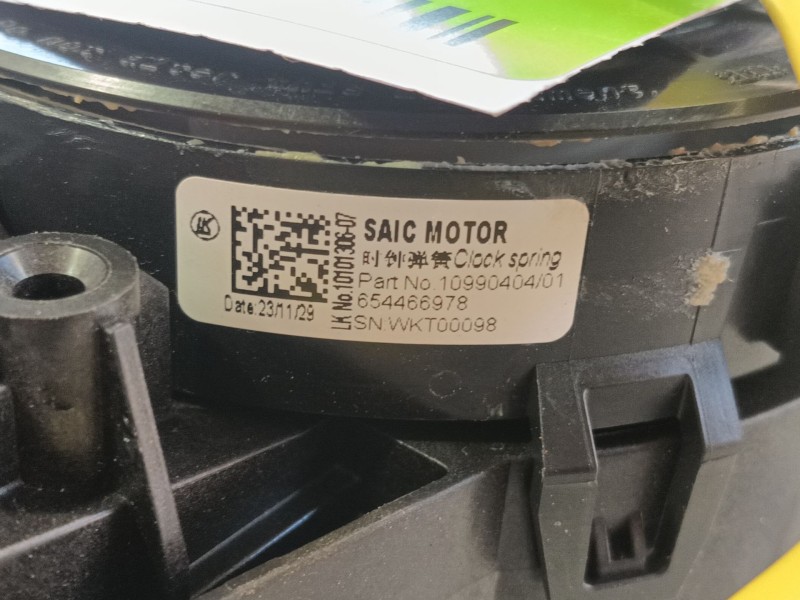 SAIC MOTOR
时钟弹簧Clock spring
Part No.10990404/01
654466978
SN:WKT00098
LK No.10101306-07
Date:23/11/29
LK